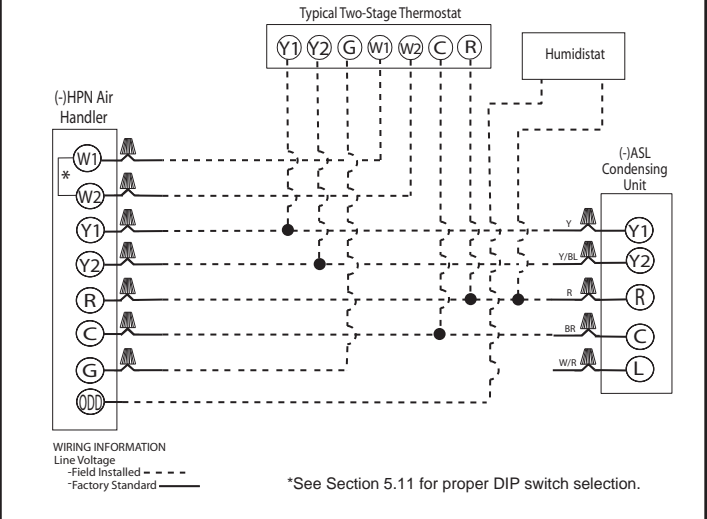 Typical Two-Stage Thermostat
Y1 Y2 G W1 W2 C R
Humidistat
(-)HPN Air
Handler
W1
*
W2
Y1
Y2
R
C
G
ODD
(-)ASL
Condensing
Unit
Y Y1
Y/BL Y2
R R
BR C
W/R L
WIRING INFORMATION
Line Voltage
-Field Installed
-Factory Standard
*See Section 5.11 for proper DIP switch selection.